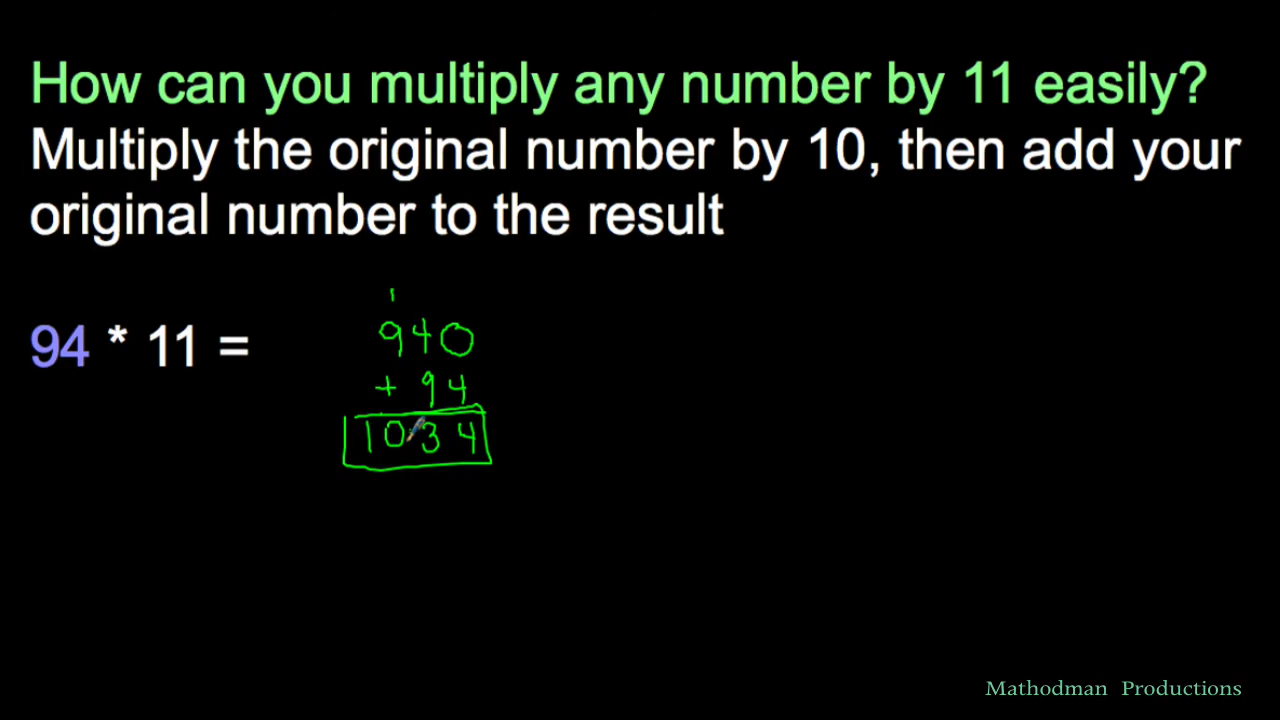 How can you multiply any number by 11 easily?
Multiply the original number by 10, then add your
original number to the result
94 * 11 =
1
940
+ 94
1034
Mathodman Productions